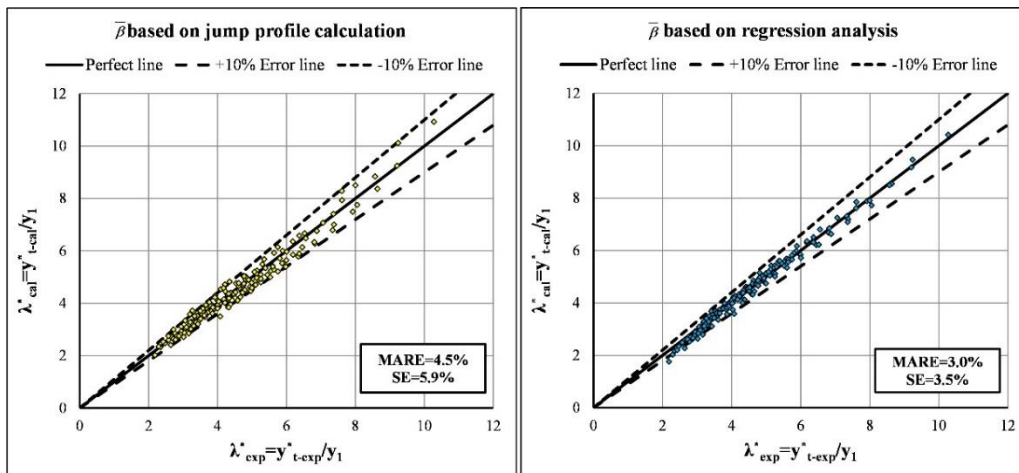 β̅ based on jump profile calculation
Perfect line +10% Error line -10% Error line
12
10
8
6
4
2
0
0 2 4 6 8 10 12
λ*cal=y*t-cal/y1
λ*exp=y*t-exp/y1
MARE=4.5%
SE=5.9%
β̅ based on regression analysis
Perfect line +10% Error line -10% Error line
12
10
8
6
4
2
0
0 2 4 6 8 10 12
λ*cal=y*t-cal/y1
λ*exp=y*t-exp/y1
MARE=3.0%
SE=3.5%